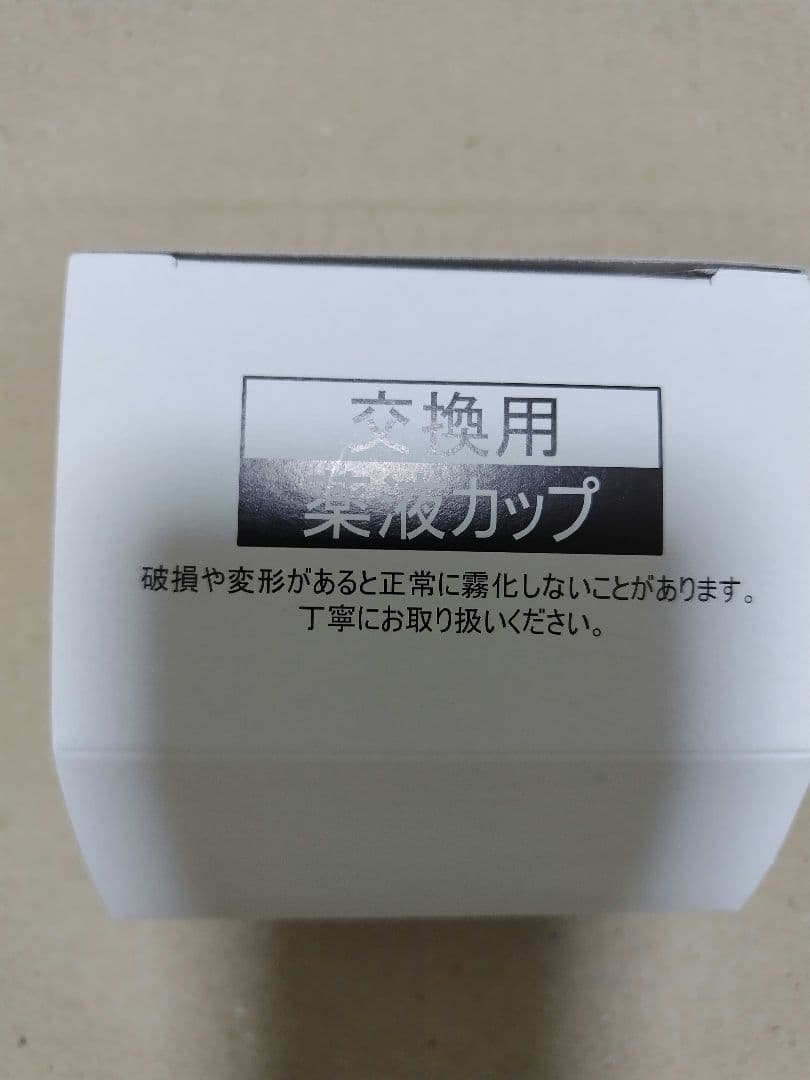 交換用
薬液カップ
破損や変形があると正常に霧化しないことがあります。
丁寧にお取り扱いください。